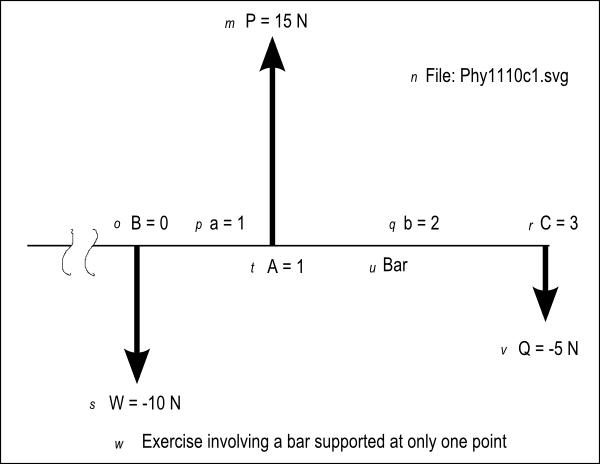 m P = 15 N
n File: Phy1110c1.svg
o B = 0 p a = 1 q b = 2 r C = 3
t A = 1 u Bar
v Q = -5 N
s W = -10 N
w Exercise involving a bar supported at only one point